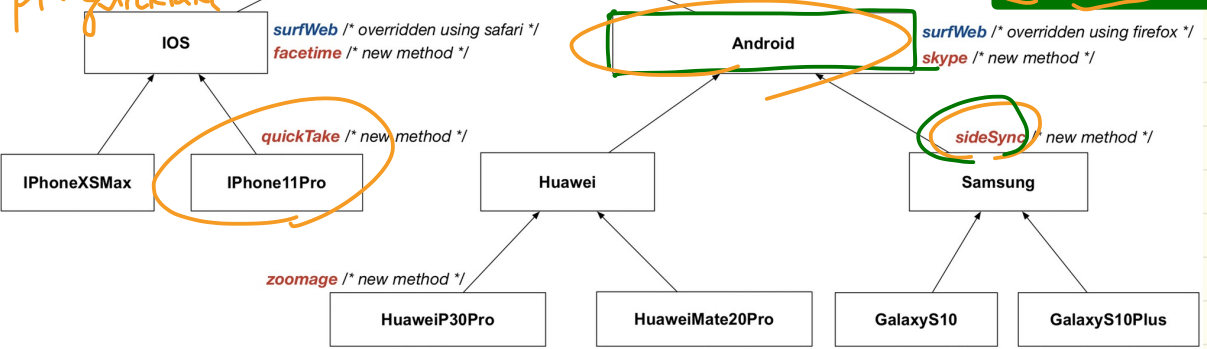 quickTake
IOS
surfWeb /* overridden using safari */
facetime /* new method */
Android
surfWeb /* overridden using firefox */
skype /* new method */
quickTake /* new method */
sideSync /* new method */
IPhoneXSMax
IPhone11Pro
Huawei
Samsung
zoomage /* new method */
HuaweiP30Pro
HuaweiMate20Pro
GalaxyS10
GalaxyS10Plus